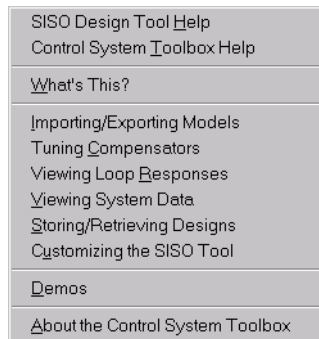 SISO Design Tool Help
Control System Toolbox Help
What's This?
Importing/Exporting Models
Tuning Compensators
Viewing Loop Responses
Viewing System Data
Storing/Retrieving Designs
Customizing the SISO Tool
Demos
About the Control System Toolbox